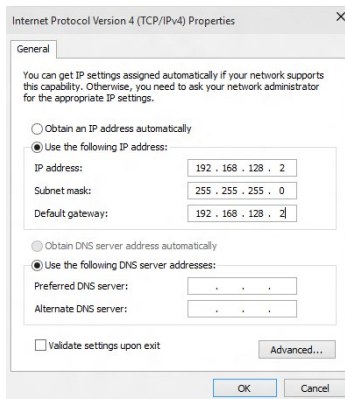 Internet Protocol Version 4 (TCP/IPv4) Properties
General
You can get IP settings assigned automatically if your network supports
this capability. Otherwise, you need to ask your network administrator
for the appropriate IP settings.
Obtain an IP address automatically
Use the following IP address:
IP address: 192 . 168 . 128 . 2
Subnet mask: 255 . 255 . 255 . 0
Default gateway: 192 . 168 . 128 . 2
Obtain DNS server address automatically
Use the following DNS server addresses:
Preferred DNS server: . . .
Alternate DNS server: . . .
Validate settings upon exit
Advanced...
OK Cancel